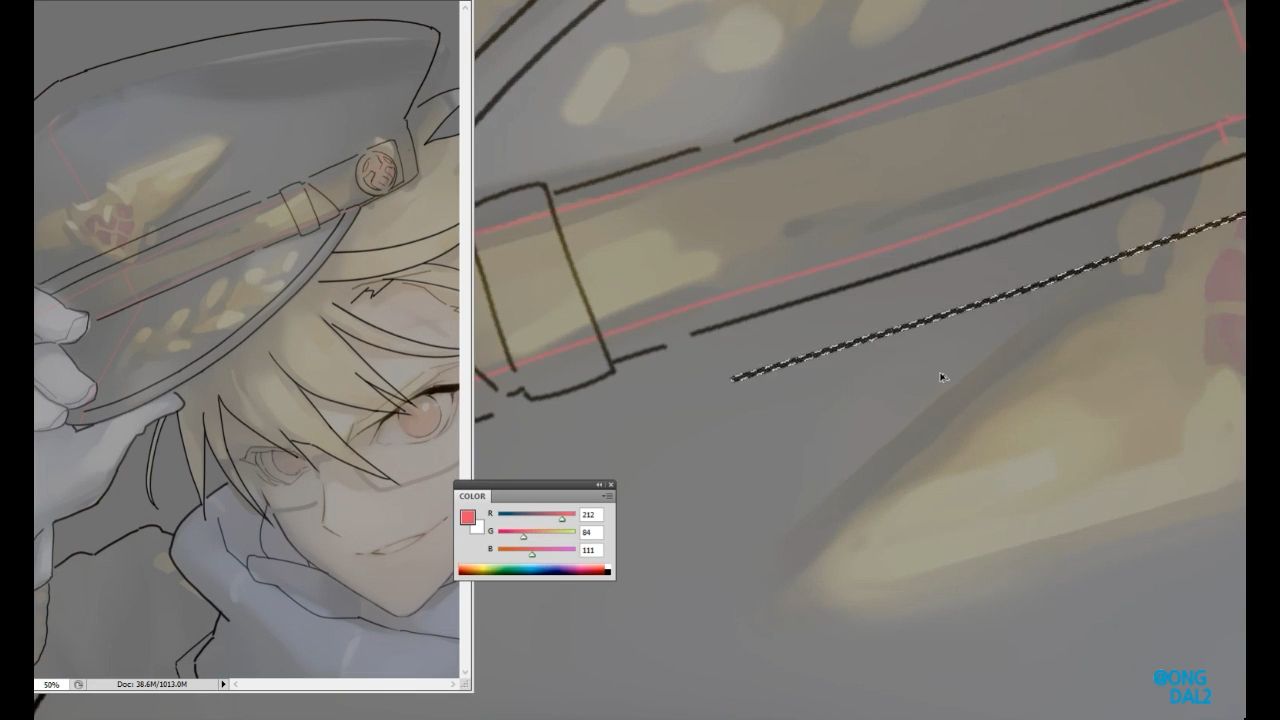 COLOR
R 212
G 84
B 111
50%
Doc: 38.6M/1013.0M
@ONG
DAL2